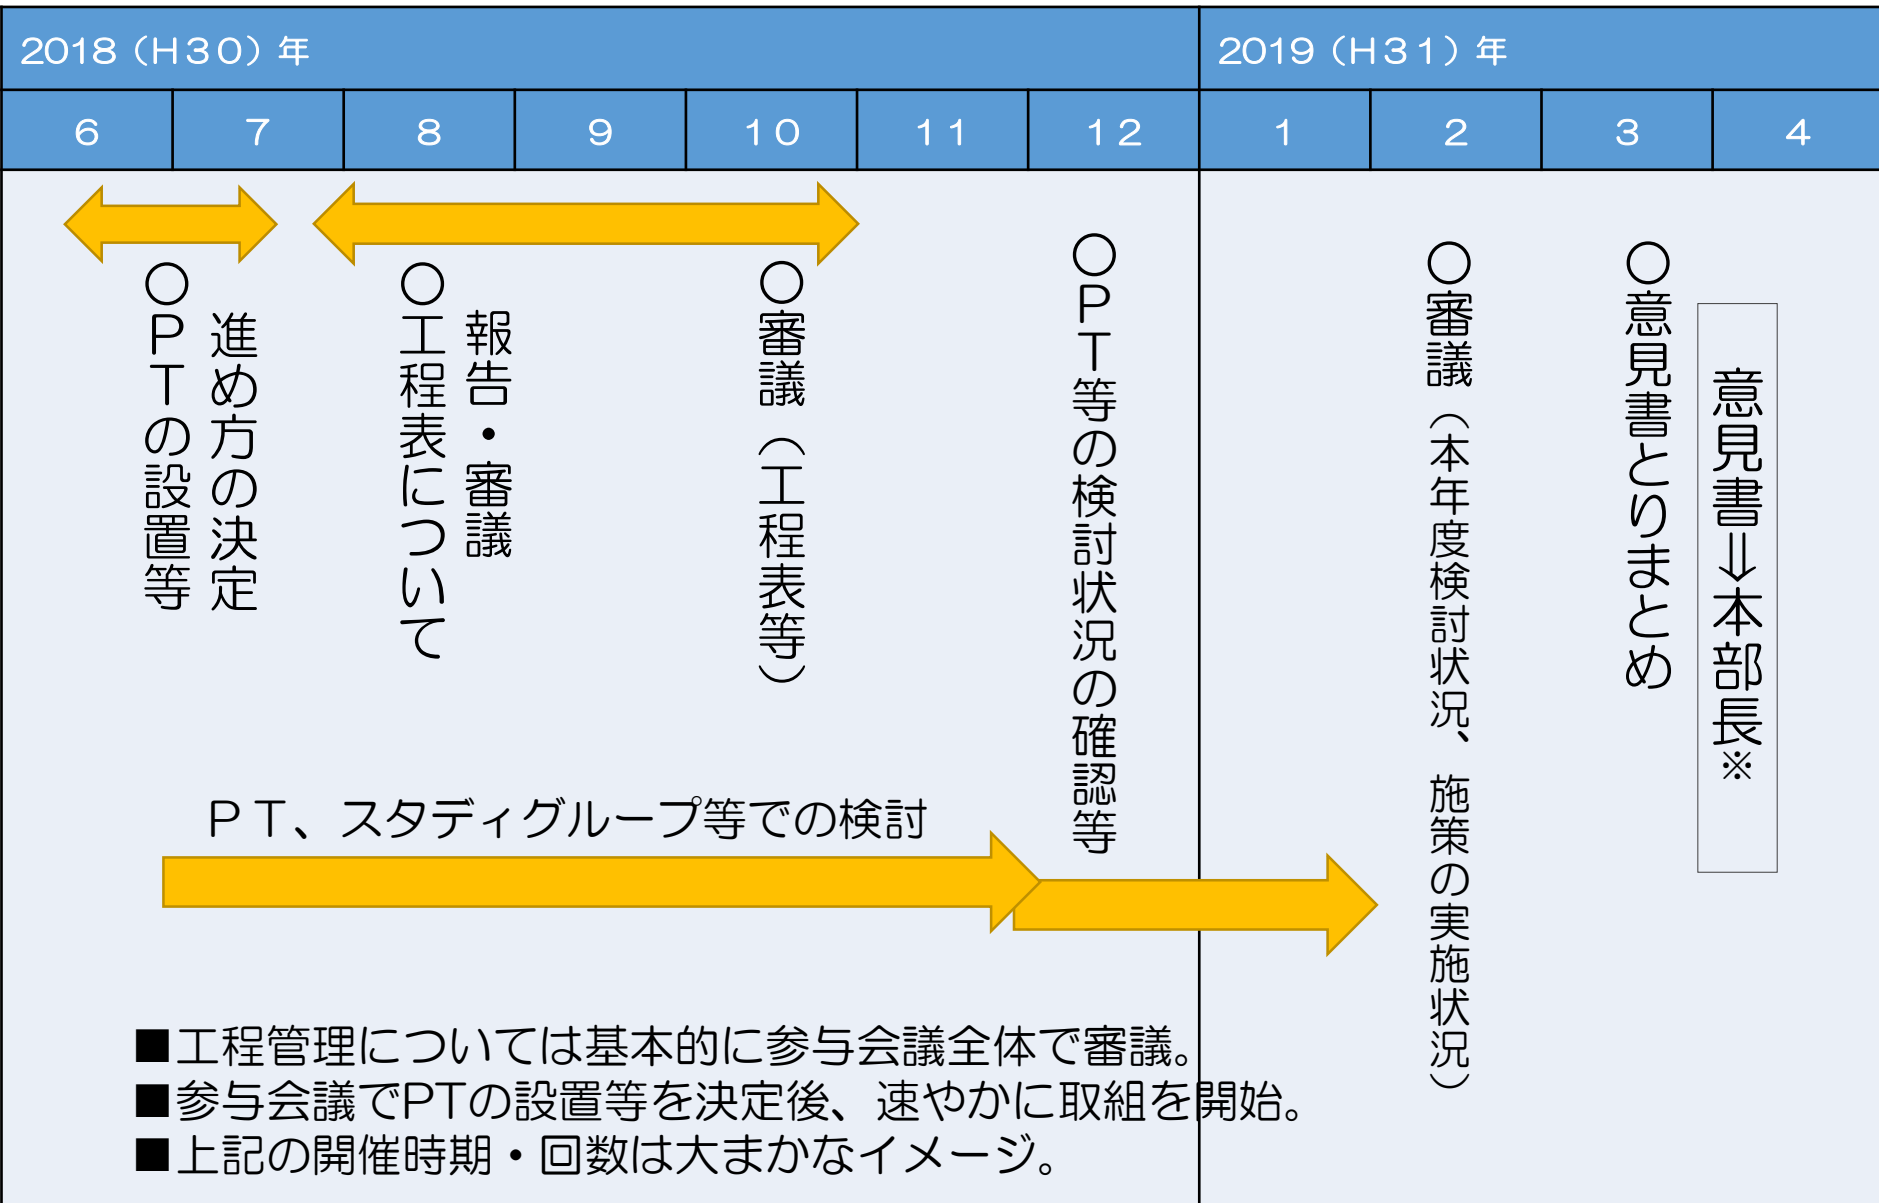 ２０１８（Ｈ３０）年
２０１９（Ｈ３１）年
６
７
８
９
１０
１１
１２
１
２
３
４
進め方の決定
○ＰＴの設置等
報告・審議
○工程表について
○審議（工程表等）
○ＰＴ等の検討状況の確認等
○審議（本年度検討状況、施策の実施状況）
○意見書とりまとめ
意見書⇒本部長※
ＰＴ、スタディグループ等での検討
■工程管理については基本的に参与会議全体で審議。
■参与会議でPTの設置等を決定後、速やかに取組を開始。
■上記の開催時期・回数は大まかなイメージ。